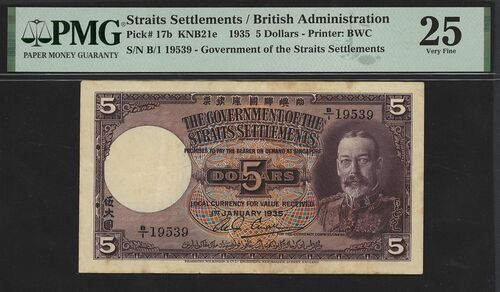 PMG
PAPER MONEY GUARANTY
Straits Settlements / British Administration
Pick# 17b KNB21e 1935 5 Dollars - Printer: BWC
S/N B/1 19539 - Government of the Straits Settlements
25
Very Fine
5
5
THE GOVERNMENT OF THE
STRAITS SETTLEMENTS
B/1 19539
PROMISES TO PAY THE BEARER ON DEMAND AT SINGAPORE
5
DOLLARS
LOCAL CURRENCY FOR VALUE RECEIVED
1ST JANUARY 1935.
伍大圓
B/1 19539
5
5